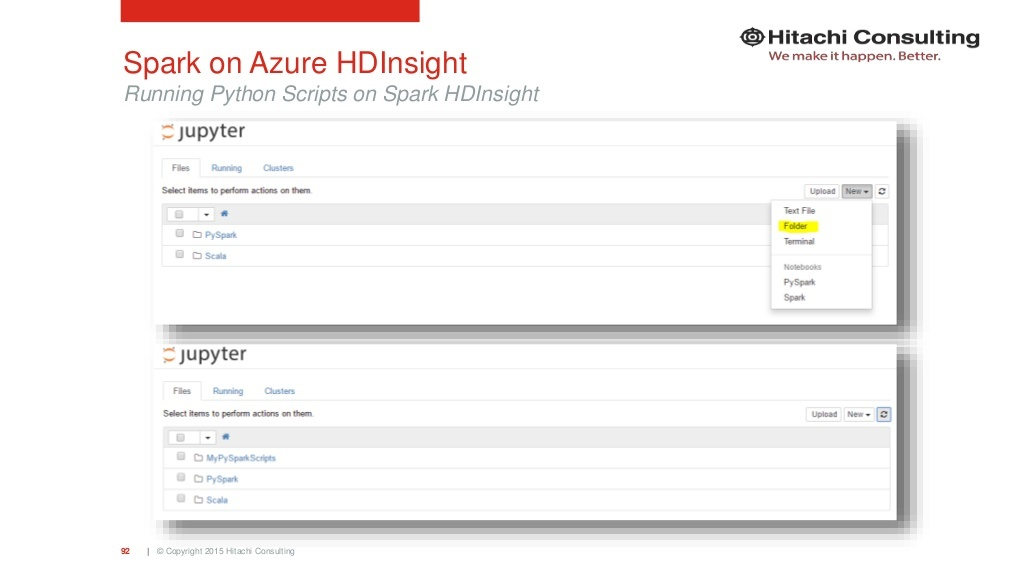 Hitachi Consulting
We make it happen. Better.
Spark on Azure HDInsight
Running Python Scripts on Spark HDInsight
jupyter
Files Running Clusters
Select items to perform actions on them.
Upload New
Text File
Folder
Terminal
Notebooks
PySpark
Spark
PySpark
Scala
jupyter
Files Running Clusters
Select items to perform actions on them.
Upload New
MyPySparkScripts
PySpark
Scala
92 | © Copyright 2015 Hitachi Consulting